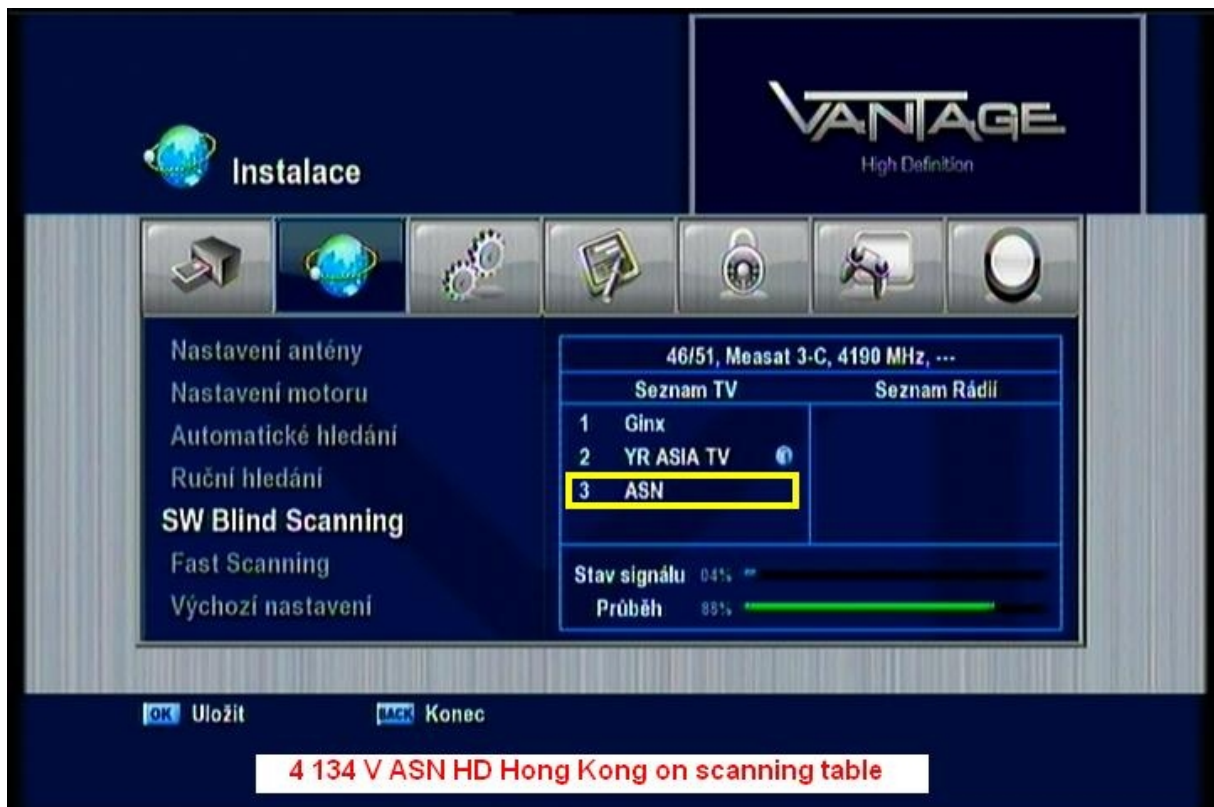 VANTAGE
High Definition
Instalace
Nastavení antény
Nastavení motoru
Automatické hledání
Ruční hledání
SW Blind Scanning
Fast Scanning
Výchozí nastavení
46/51, Measat 3-C, 4190 MHz, ---
Seznam TV Seznam Rádií
1 Ginx
2 YR ASIA TV
3 ASN
Stav signálu 04%
Průběh 88%
OK Uložit BACK Konec
4 134 V ASN HD Hong Kong on scanning table